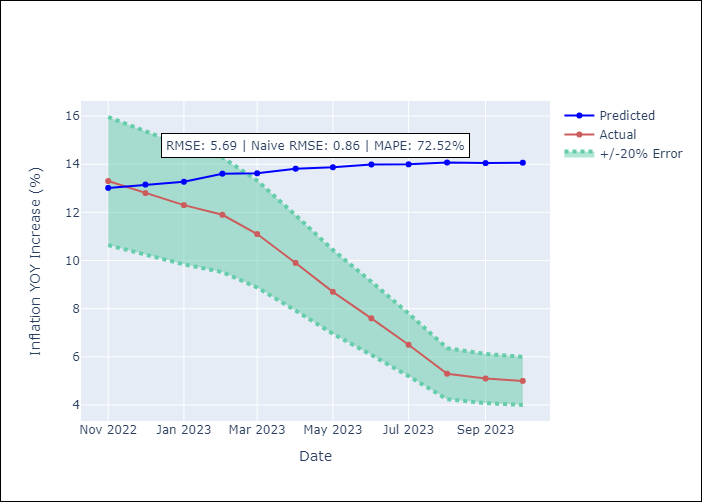 RMSE: 5.69 | Naive RMSE: 0.86 | MAPE: 72.52%
Predicted
Actual
+/-20% Error
Inflation YOY Increase (%)
16
14
12
10
8
6
4
Nov 2022 Jan 2023 Mar 2023 May 2023 Jul 2023 Sep 2023
Date